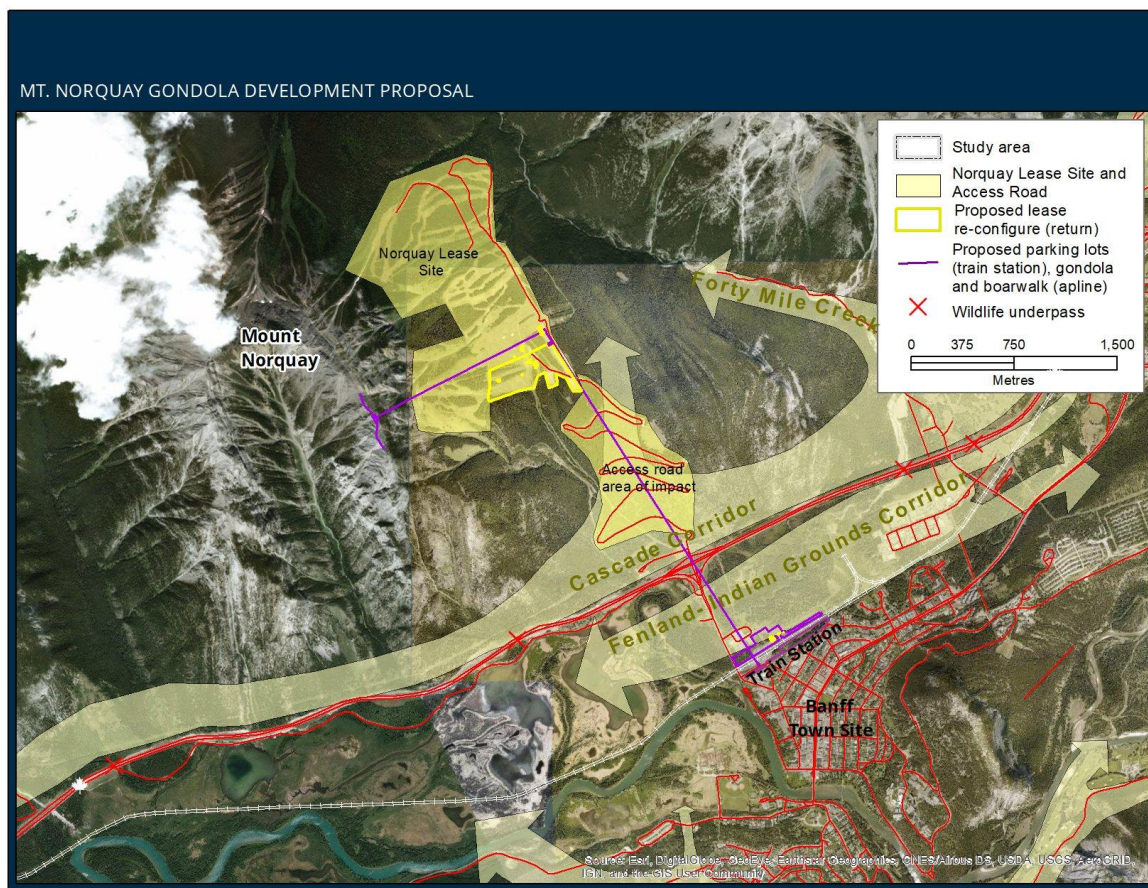 MT. NORQUAY GONDOLA DEVELOPMENT PROPOSAL
Study area
Norquay Lease Site and
Access Road
Proposed lease
re-configure (return)
Proposed parking lots
(train station), gondola
and boarwalk (apline)
Wildlife underpass
0 375 750 1,500
Metres
Norquay Lease
Site
Forty Mile Creek
Mount
Norquay
Access road
area of impact
Cascade Corridor
Fenland-Indian Grounds Corridor
Train Station
Banff
Town Site
Source: Esri, DigitalGlobe, GeoEye, Earthstar Geographics, CNES/Airbus DS, USDA, USGS, AeroGRID,
IGN, and the GIS User Community